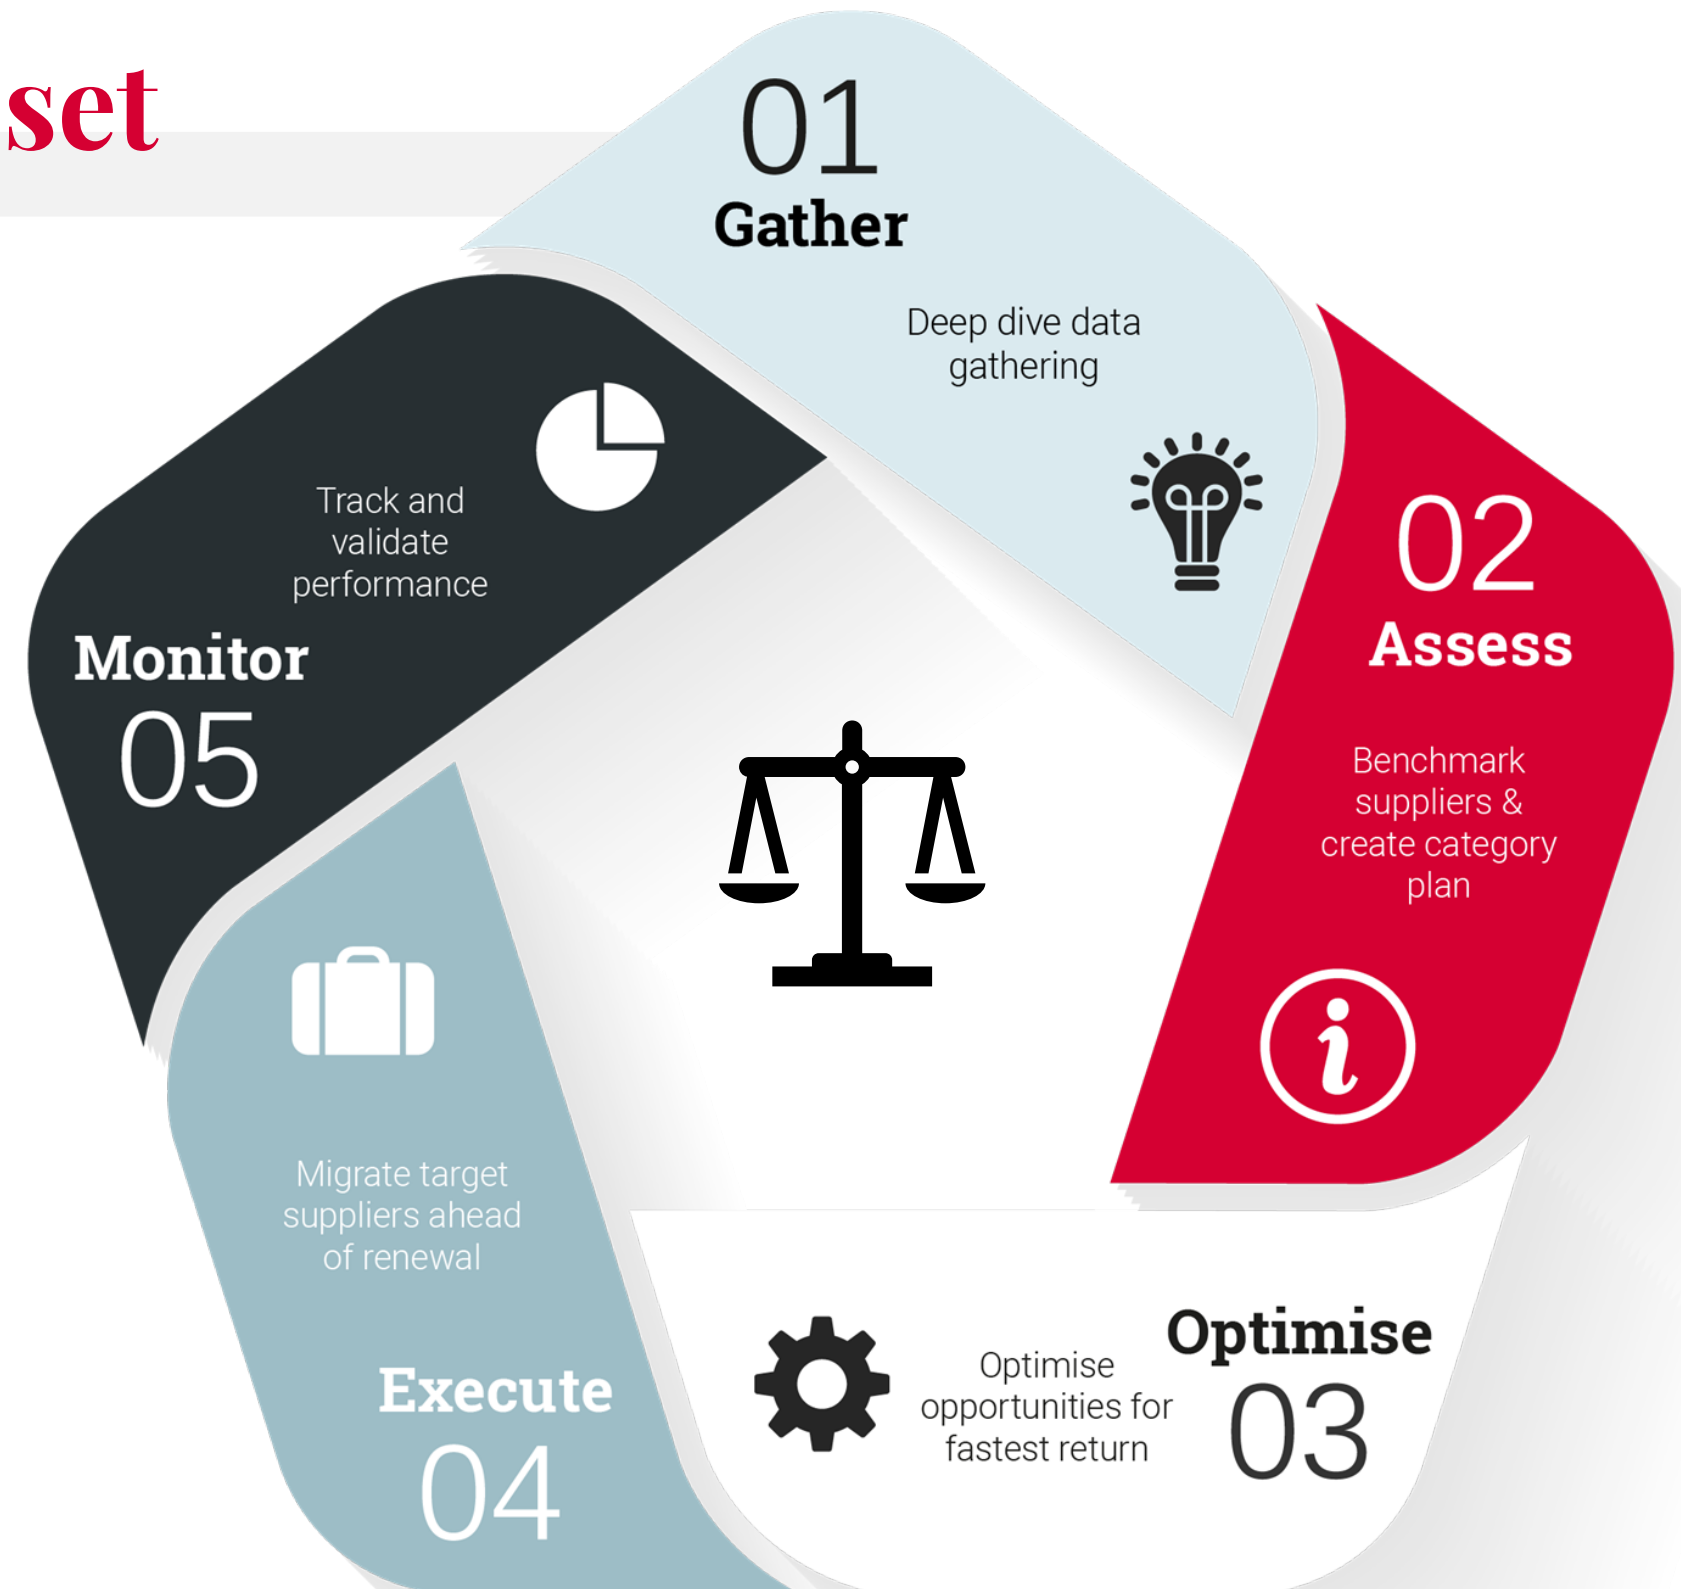 set
01
Gather
Deep dive data
gathering
02
Assess
Benchmark
suppliers &
create category
plan
Optimise
03
Optimise
opportunities for
fastest return
Migrate target
suppliers ahead
of renewal
Execute
04
Track and
validate
performance
Monitor
05